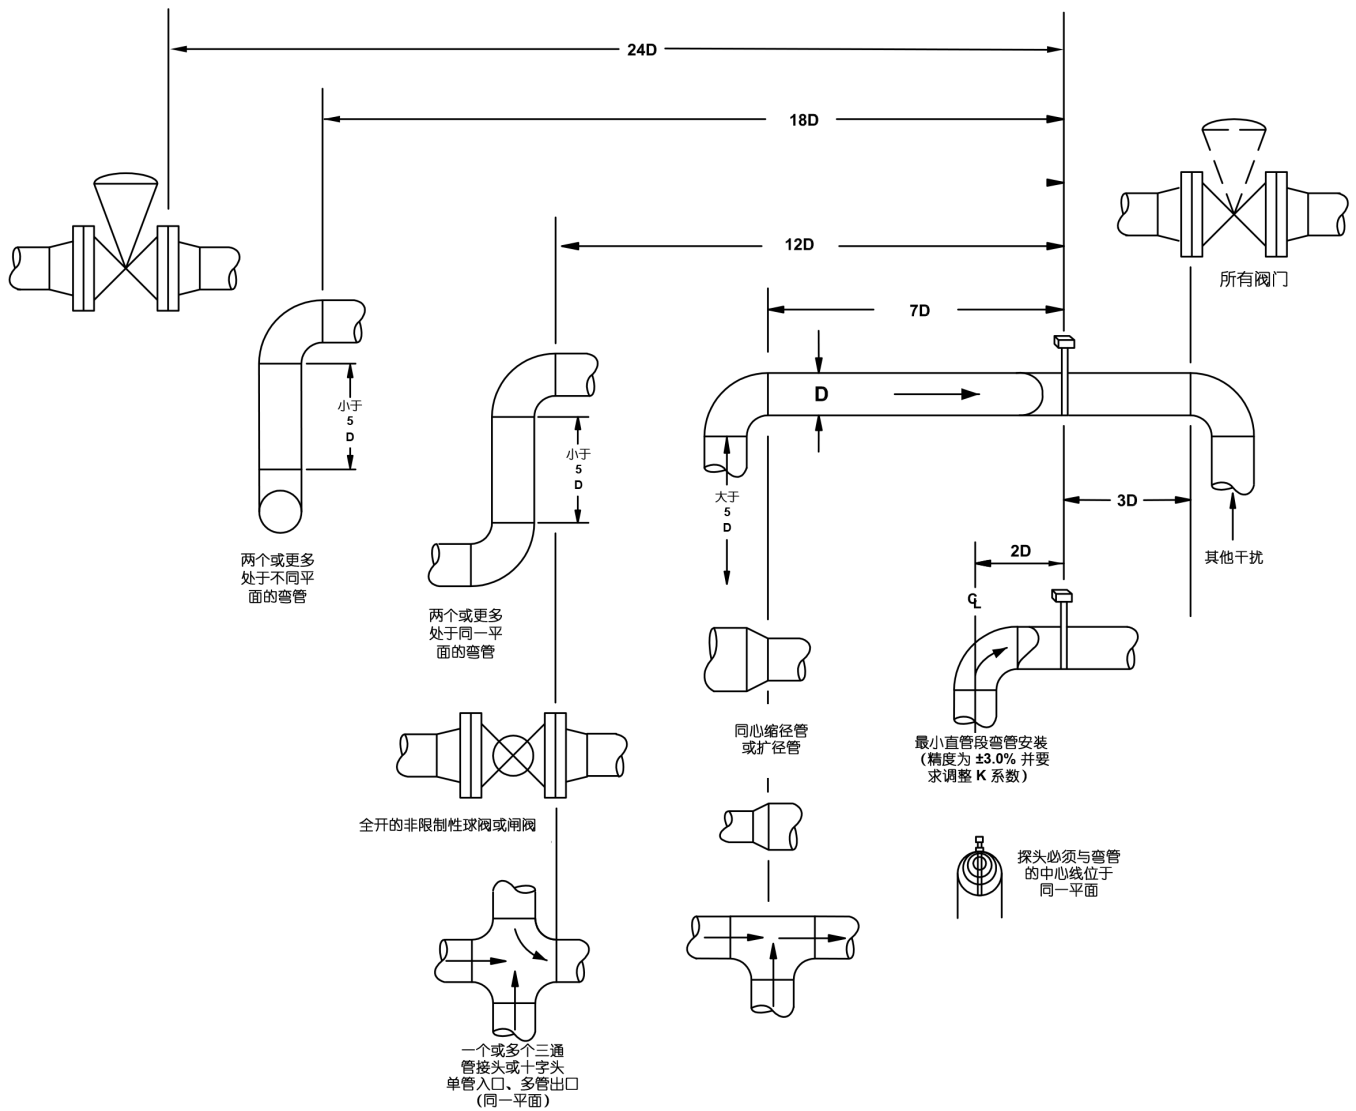 24D
18D
12D
所有阀门
7D
D
小于
5
D
小于
5
D
大于
5
D
3D
2D
其他干扰
CL
两个或更多
处于不同平
面的弯管
两个或更多
处于同一平
面的弯管
同心缩径管
或扩径管
最小直管段弯管安装
（精度为 ±3.0% 并要
求调整 K 系数）
全开的非限制性球阀或闸阀
探头必须与弯管
的中心线位于
同一平面
一个或多个三通
管接头或十字头
单管入口、多管出口
（同一平面）